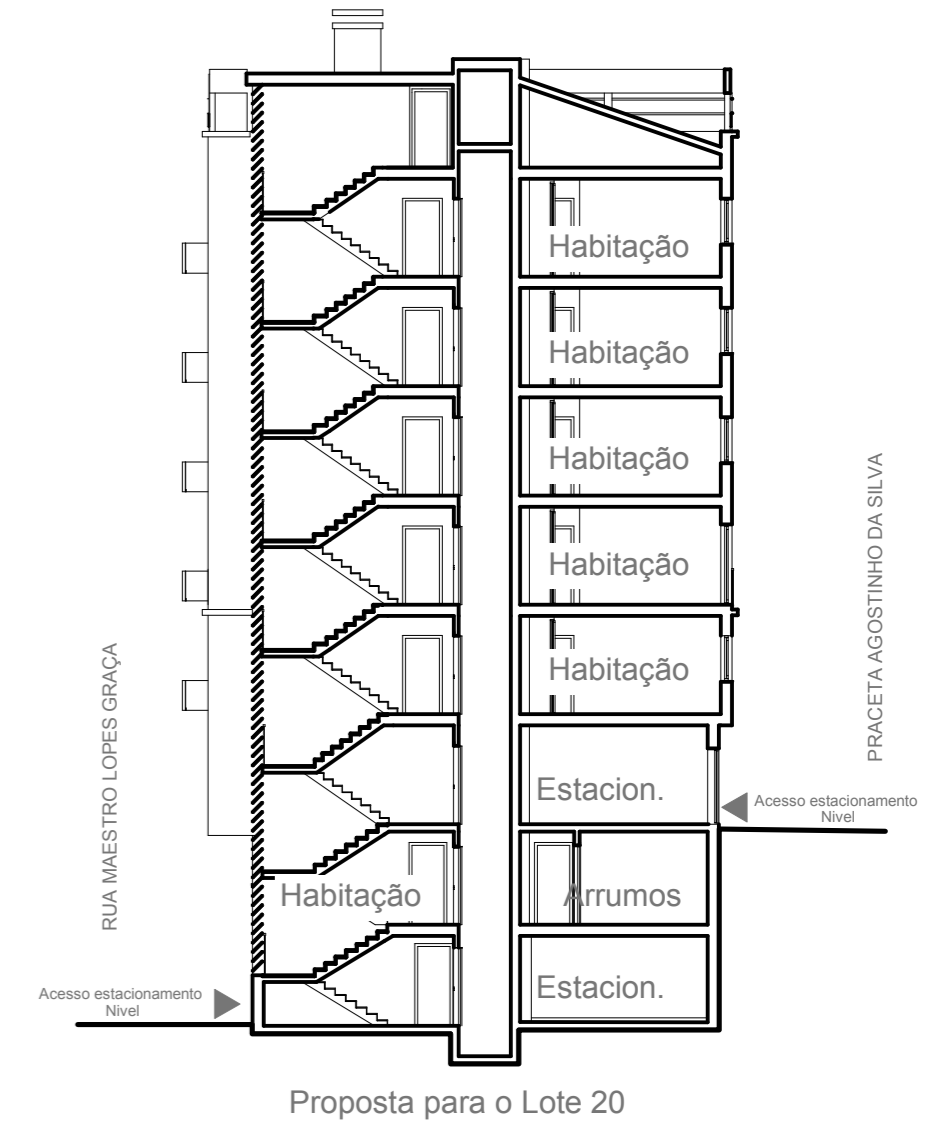 Habitação
Habitação
Habitação
Habitação
Habitação
RUA MAESTRO LOPES GRAÇA
PRACETA AGOSTINHO DA SILVA
Estacion.
Acesso estacionamento
Nivel
Habitação
Arrumos
Estacion.
Acesso estacionamento
Nivel
Proposta para o Lote 20